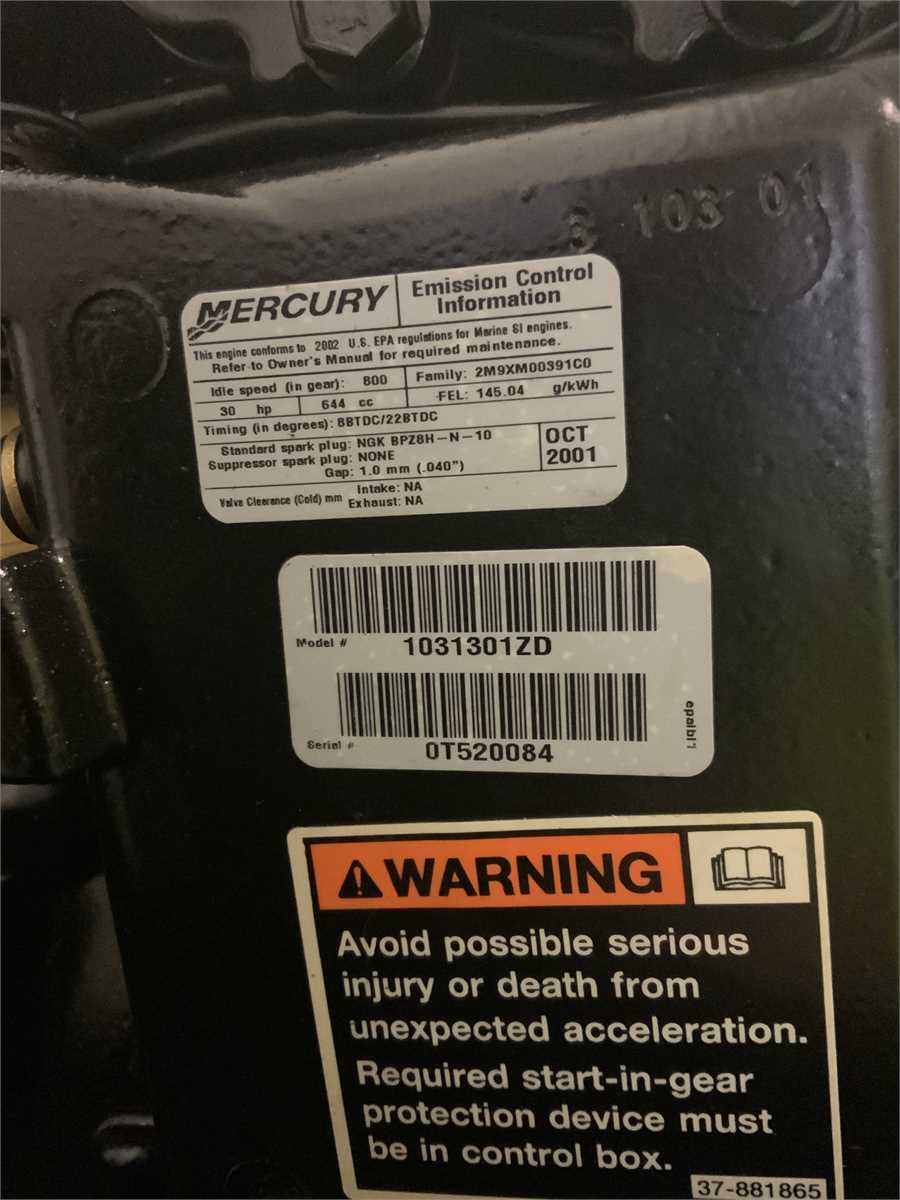 3 103 01
MERCURY
Emission Control
Information
This engine conforms to 2002 U.S. EPA regulations for Marine SI engines.
Refer to Owner's Manual for required maintenance.
Idle speed (in gear): 800
Family: 2M9XM00391C0
30 hp 644 cc
FEL: 145.04 g/kWh
Timing (in degrees): 8BTDC/22BTDC
Standard spark plug: NGK BPZ8H-N-10
Suppressor spark plug: NONE
Gap: 1.0 mm (.040")
OCT
2001
Valve Clearance (Cold) mm
Intake: NA
Exhaust: NA
Model # 1031301ZD
Serial # 0T520084
epalbl1
WARNING
Avoid possible serious
injury or death from
unexpected acceleration.
Required start-in-gear
protection device must
be in control box.
37-881865